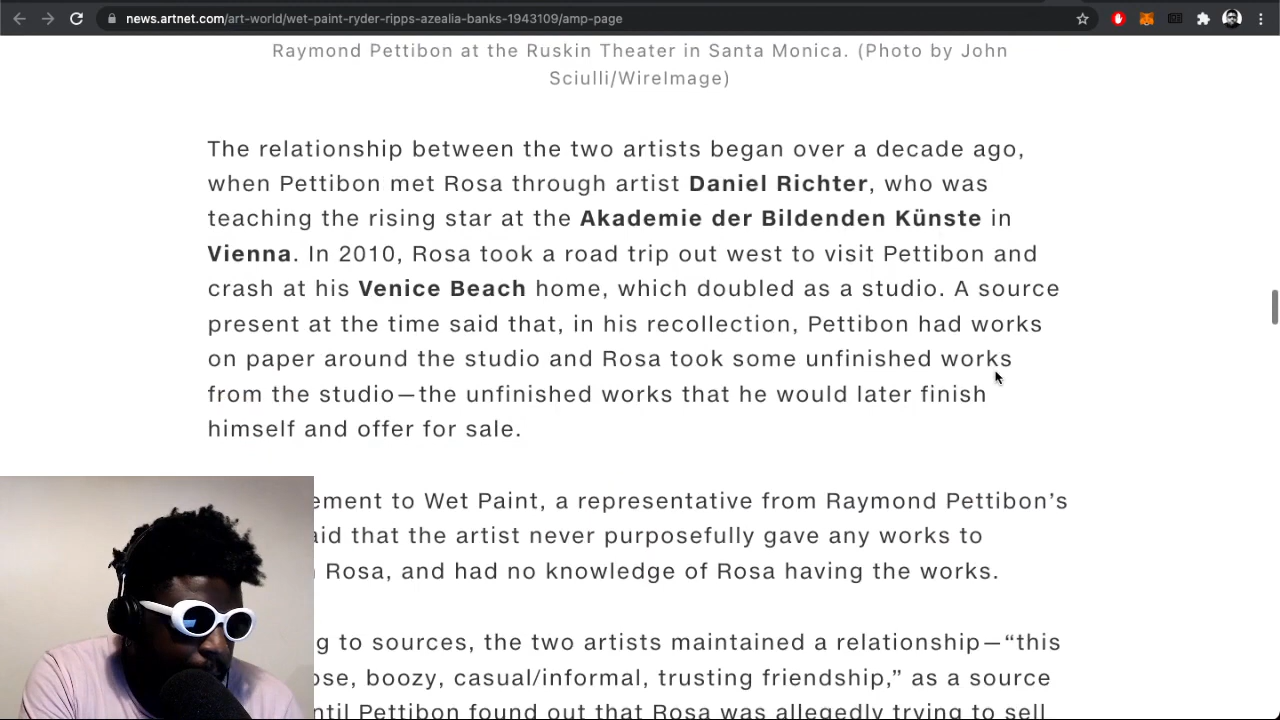 news.artnet.com/art-world/wet-paint-ryder-ripps-azealia-banks-1943109/amp-page
Raymond Pettibon at the Ruskin Theater in Santa Monica. (Photo by John
Sciulli/WireImage)
The relationship between the two artists began over a decade ago,
when Pettibon met Rosa through artist Daniel Richter, who was
teaching the rising star at the Akademie der Bildenden Künste in
Vienna. In 2010, Rosa took a road trip out west to visit Pettibon and
crash at his Venice Beach home, which doubled as a studio. A source
present at the time said that, in his recollection, Pettibon had works
on paper around the studio and Rosa took some unfinished works
from the studio—the unfinished works that he would later finish
himself and offer for sale.
ement to Wet Paint, a representative from Raymond Pettibon's
aid that the artist never purposefully gave any works to
Rosa, and had no knowledge of Rosa having the works.
g to sources, the two artists maintained a relationship—“this
ose, boozy, casual/informal, trusting friendship,” as a source
ntil Pettibon found out that Rosa was allegedly trying to sell